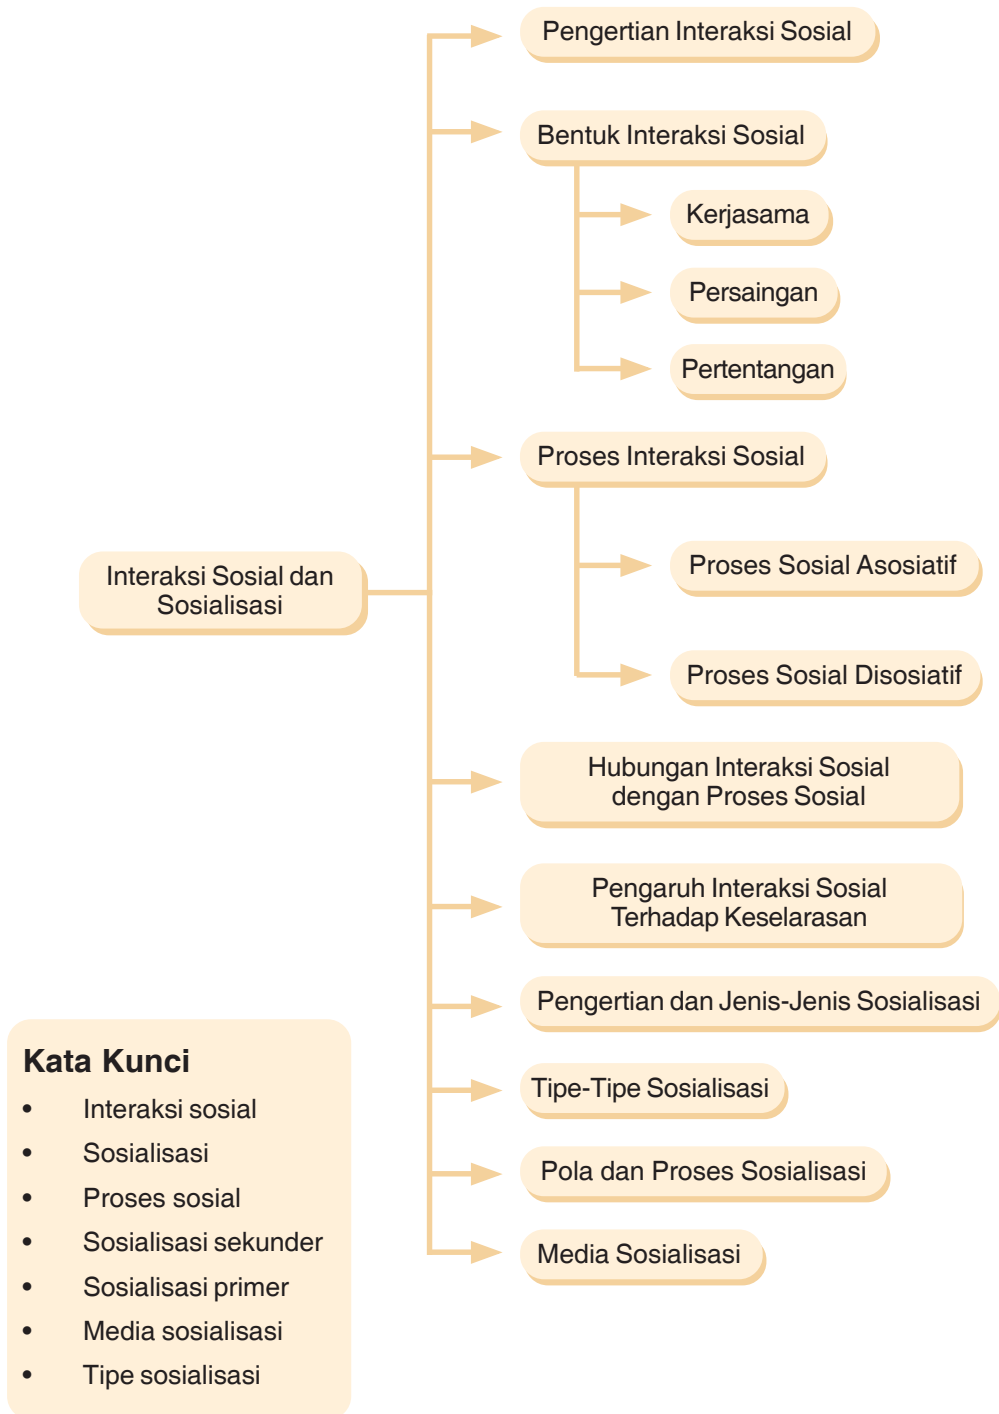 Pengertian Interaksi Sosial
Bentuk Interaksi Sosial
Kerjasama
Persaingan
Pertentangan
Proses Interaksi Sosial
Interaksi Sosial dan
Sosialisasi
Proses Sosial Asosiatif
Proses Sosial Disosiatif
Hubungan Interaksi Sosial
dengan Proses Sosial
Pengaruh Interaksi Sosial
Terhadap Keselarasan
Pengertian dan Jenis-Jenis Sosialisasi
Tipe-Tipe Sosialisasi
Pola dan Proses Sosialisasi
Media Sosialisasi
Kata Kunci
• Interaksi sosial
• Sosialisasi
• Proses sosial
• Sosialisasi sekunder
• Sosialisasi primer
• Media sosialisasi
• Tipe sosialisasi